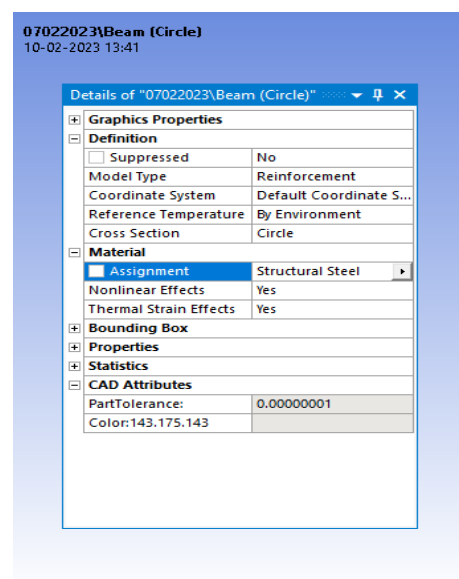 07022023\Beam (Circle)
10-02-2023 13:41
Details of "07022023\Beam (Circle)"
Graphics Properties
Definition
Suppressed No
Model Type Reinforcement
Coordinate System Default Coordinate S...
Reference Temperature By Environment
Cross Section Circle
Material
Assignment Structural Steel
Nonlinear Effects Yes
Thermal Strain Effects Yes
Bounding Box
Properties
Statistics
CAD Attributes
PartTolerance: 0.00000001
Color:143.175.143